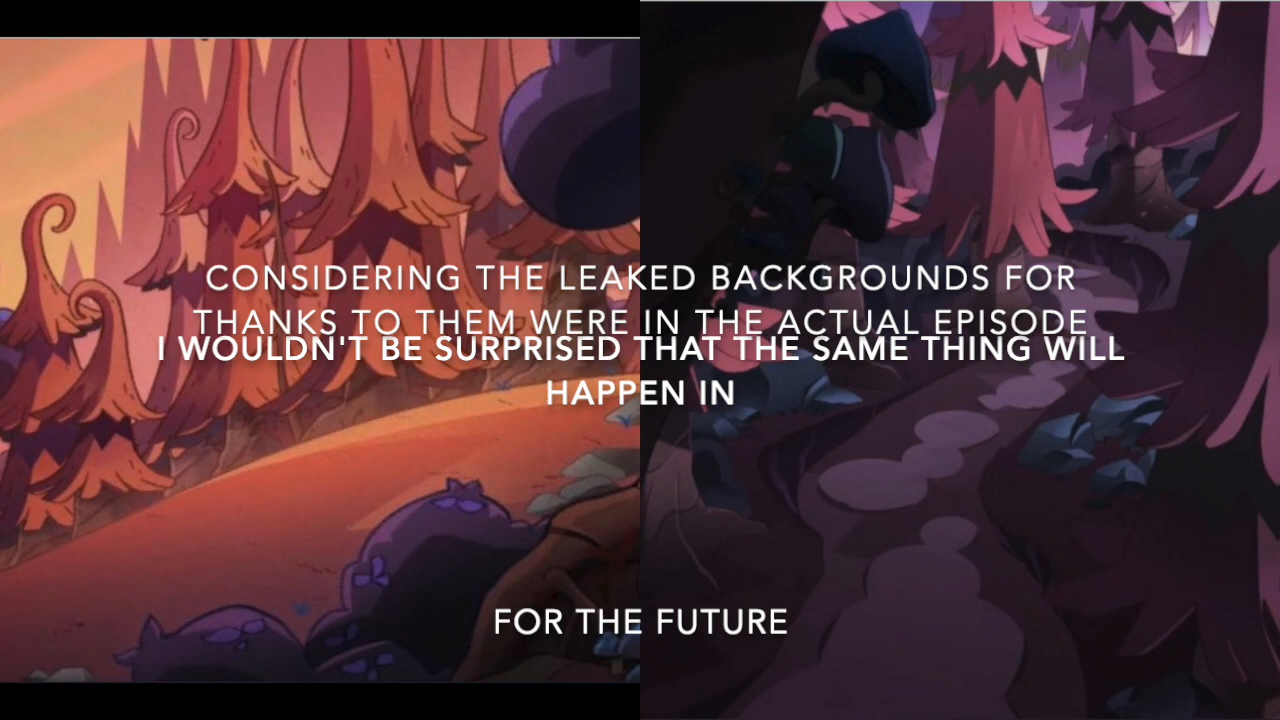 CONSIDERING THE LEAKED BACKGROUNDS FOR
THANKS TO THEM WERE IN THE ACTUAL EPISODE
I WOULDN'T BE SURPRISED THAT THE SAME THING WILL
HAPPEN IN
FOR THE FUTURE